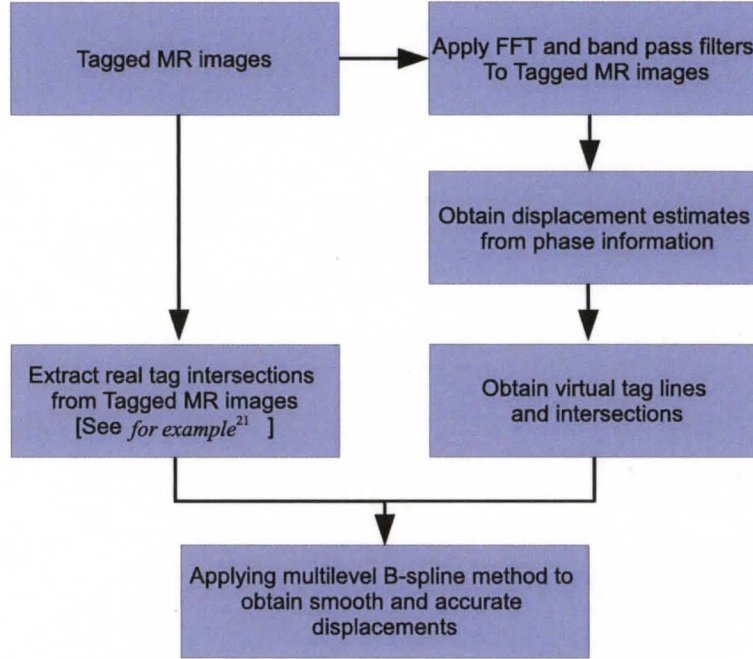 Tagged MR images
Apply FFT and band pass filters
To Tagged MR images
Obtain displacement estimates
from phase information
Extract real tag intersections
from Tagged MR images
[See for example21 ]
Obtain virtual tag lines
and intersections
Applying multilevel B-spline method to
obtain smooth and accurate
displacements